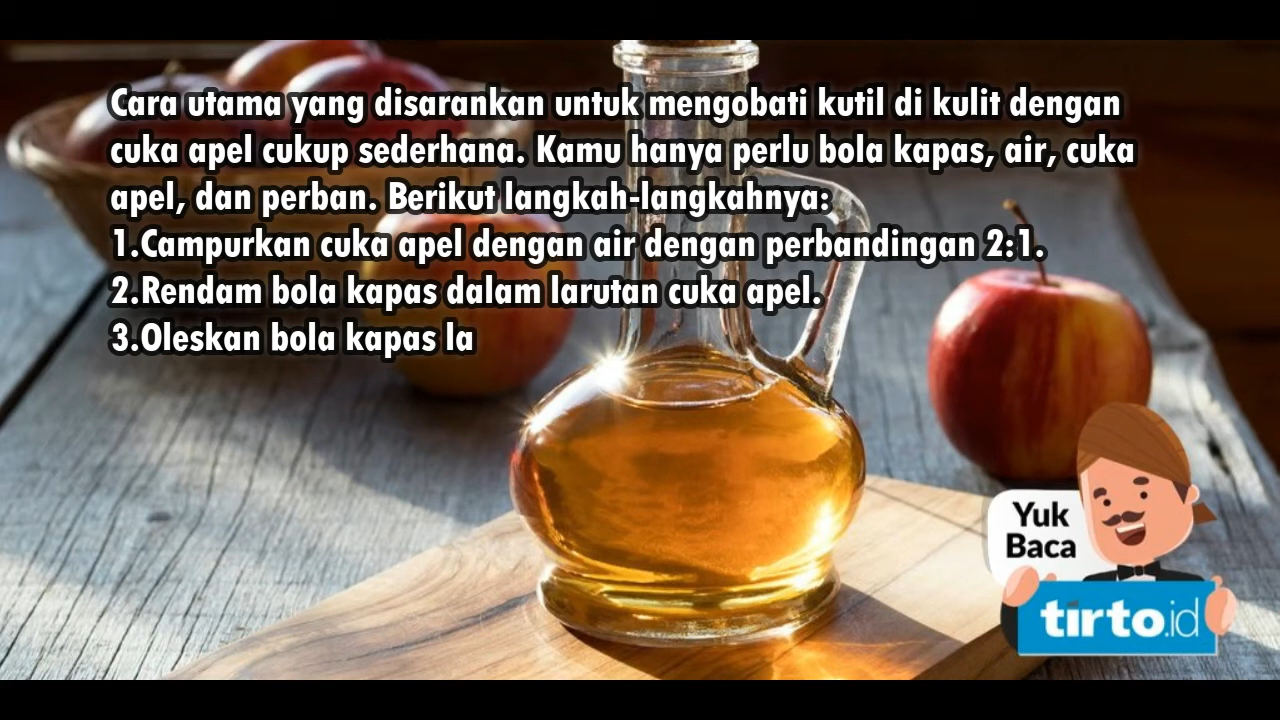 Cara utama yang disarankan untuk mengobati kutil di kulit dengan
cuka apel cukup sederhana. Kamu hanya perlu bola kapas, air, cuka
apel, dan perban. Berikut langkah-langkahnya:
1.Campurkan cuka apel dengan air dengan perbandingan 2:1.
2.Rendam bola kapas dalam larutan cuka apel.
3.Oleskan bola kapas la
Yuk
Baca
tirto.id